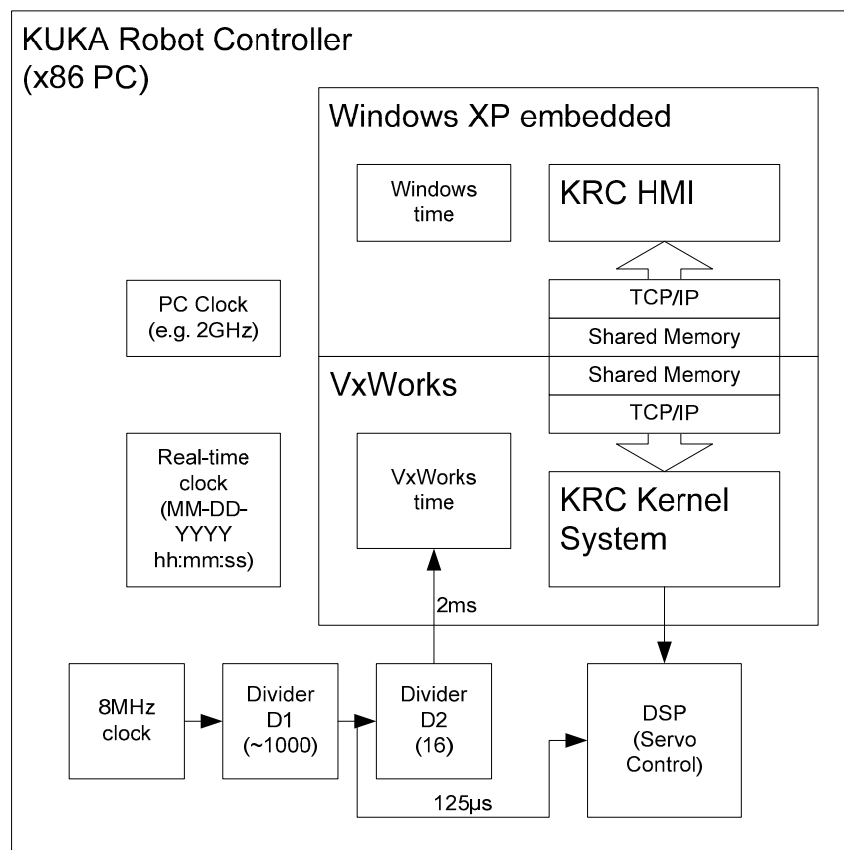 KUKA Robot Controller
(x86 PC)
Windows XP embedded
Windows
time
KRC HMI
PC Clock
(e.g. 2GHz)
TCP/IP
Shared Memory
VxWorks
Shared Memory
TCP/IP
Real-time
clock
(MM-DD-
YYYY
hh:mm:ss)
VxWorks
time
KRC Kernel
System
2ms
8MHz
clock
Divider
D1
(~1000)
Divider
D2
(16)
DSP
(Servo
Control)
125µs